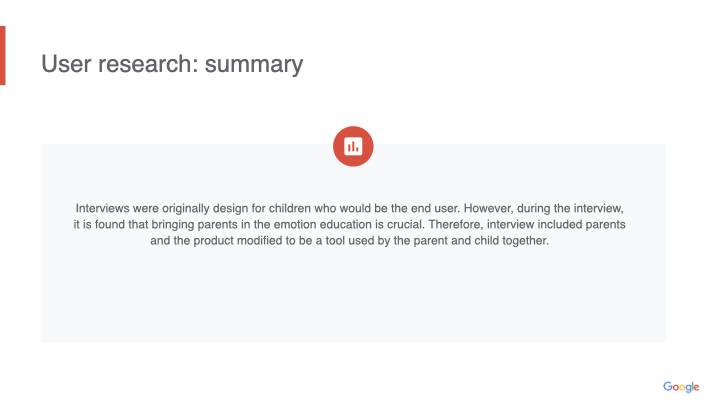 User research: summary
Interviews were originally design for children who would be the end user. However, during the interview,
it is found that bringing parents in the emotion education is crucial. Therefore, interview included parents
and the product modified to be a tool used by the parent and child together.
Google